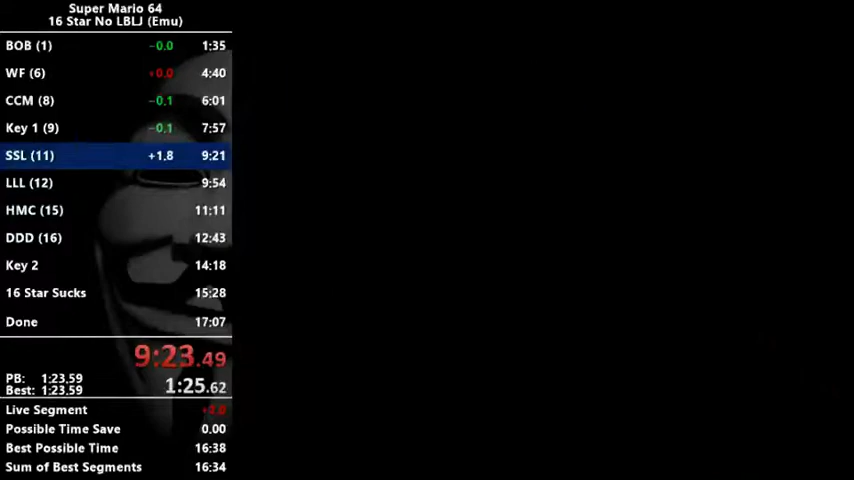 Super Mario 64
16 Star No LBLJ (Emu)
BOB (1) −0.0 1:35
WF (6) +0.0 4:40
CCM (8) −0.1 6:01
Key 1 (9) −0.1 7:57
SSL (11) +1.8 9:21
LLL (12) 9:54
HMC (15) 11:11
DDD (16) 12:43
Key 2 14:18
16 Star Sucks 15:28
Done 17:07
9:23.49
PB: 1:23.59
Best: 1:23.59 1:25.62
Live Segment +2.0
Possible Time Save 0.00
Best Possible Time 16:38
Sum of Best Segments 16:34